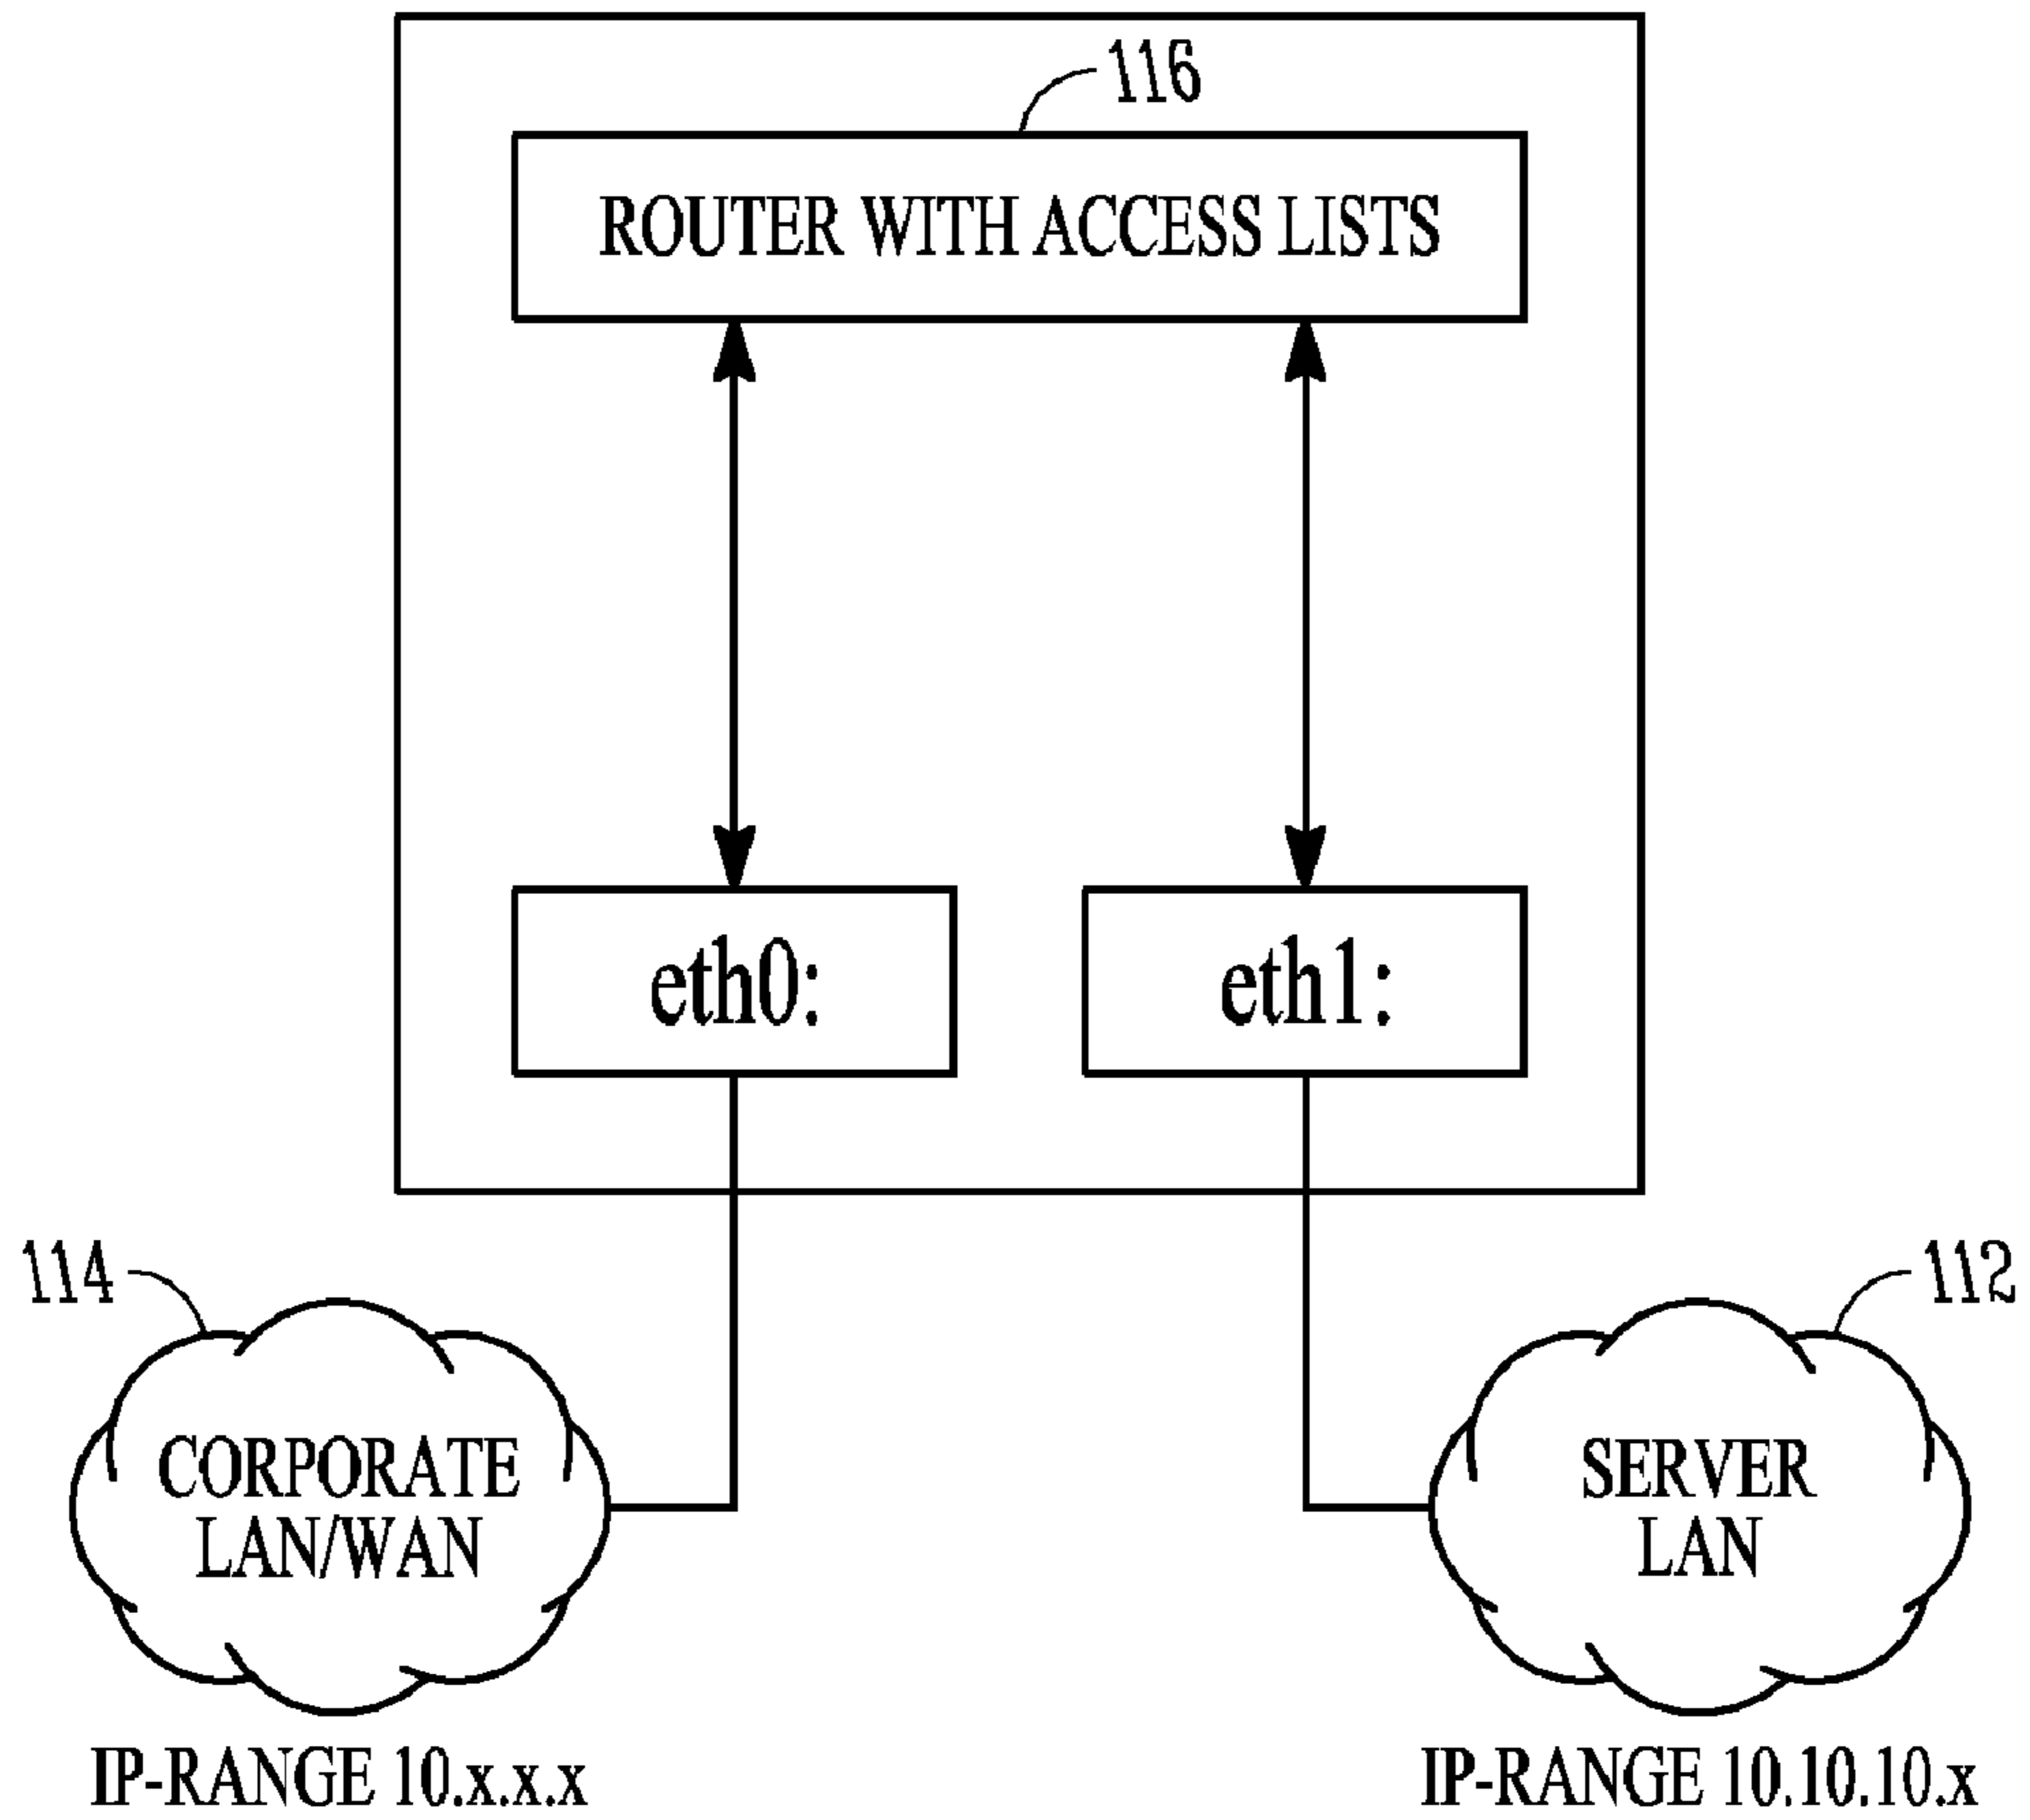 116
ROUTER WITH ACCESS LISTS
eth0:
eth1:
114
112
CORPORATE
LAN/WAN
SERVER
LAN
IP-RANGE 10.x.x.x
IP-RANGE 10.10.10.x